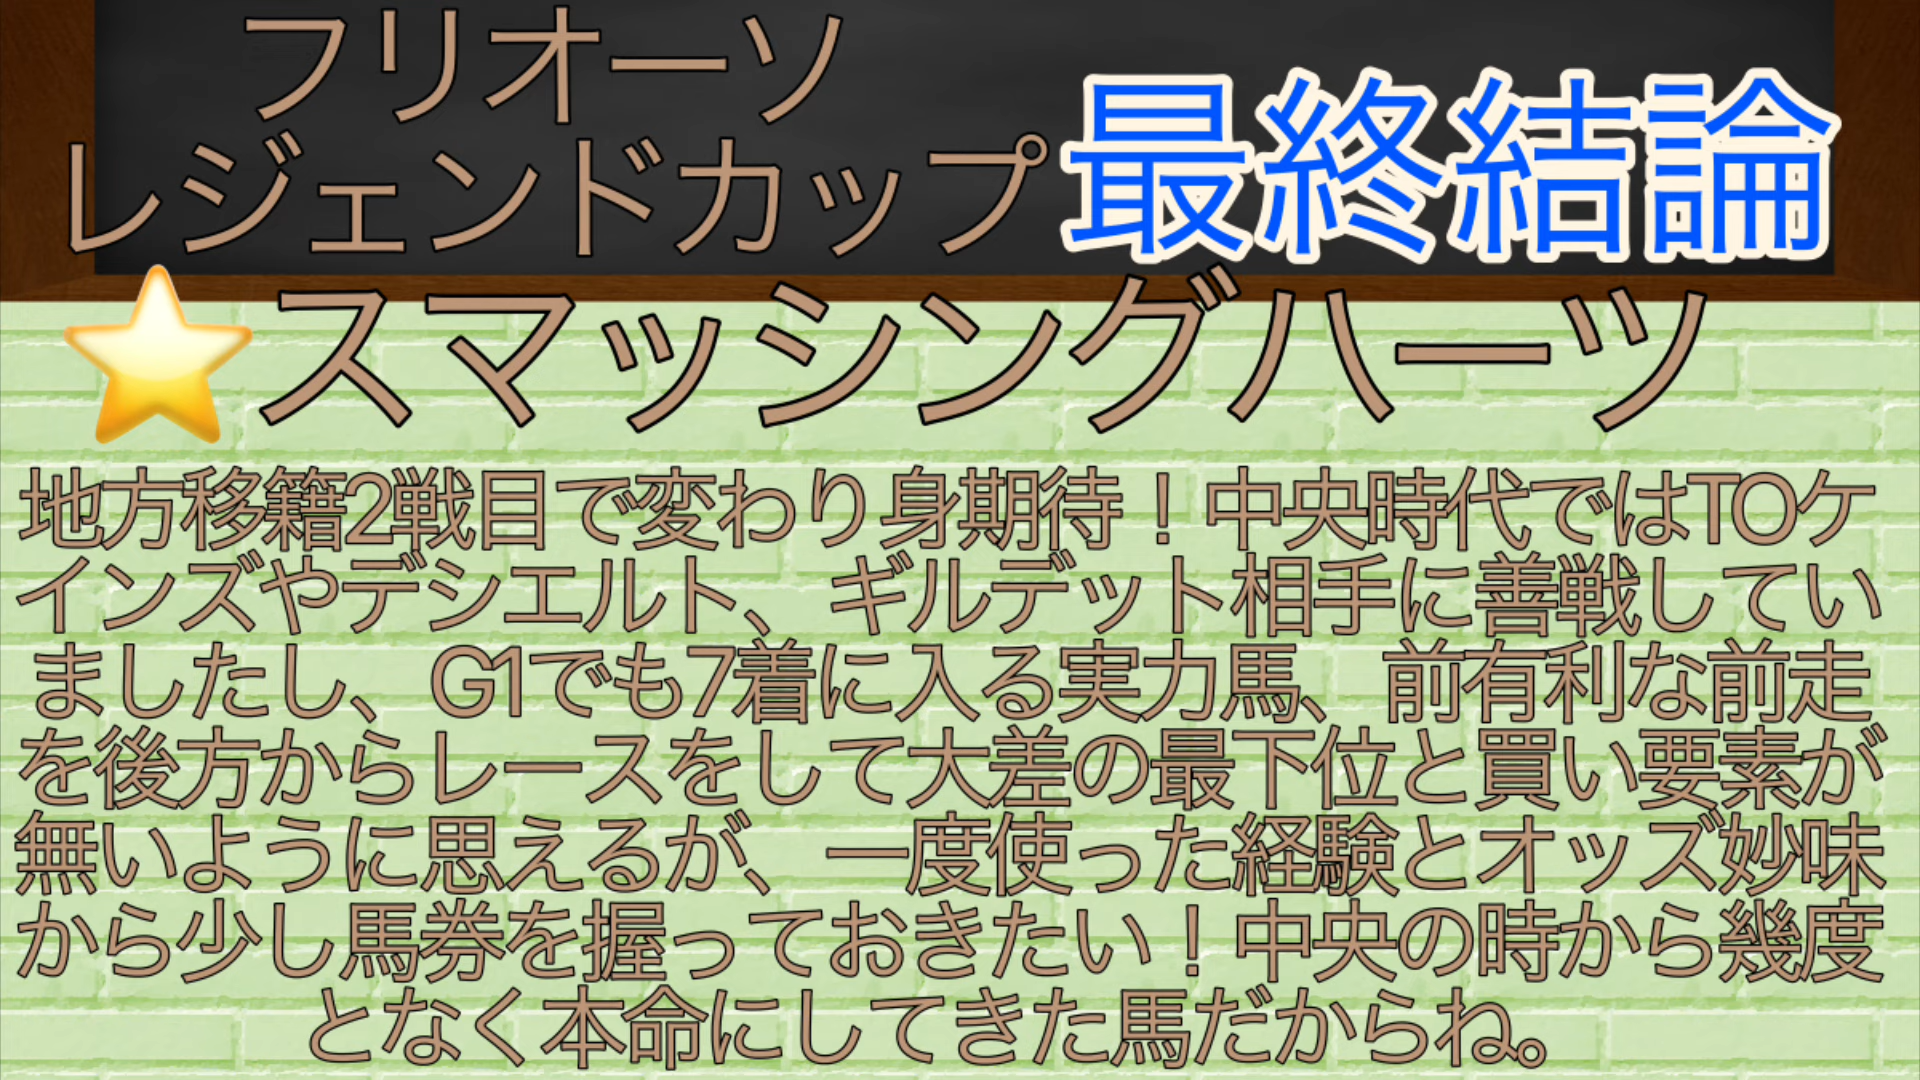 フリオーソ
レジェンドカップ
最終結論
スマッシングハーツ
地方移籍2戦目で変わり身期待！中央時代ではTOケ
インズやデシエルト、ギルデット相手に善戦してい
ましたし、G1でも7着に入る実力馬、前有利な前走
を後方からレースをして大差の最下位と買い要素が
無いように思えるが、一度使った経験とオッズ妙味
から少し馬券を握っておきたい！中央の時から幾度
となく本命にしてきた馬だからね。